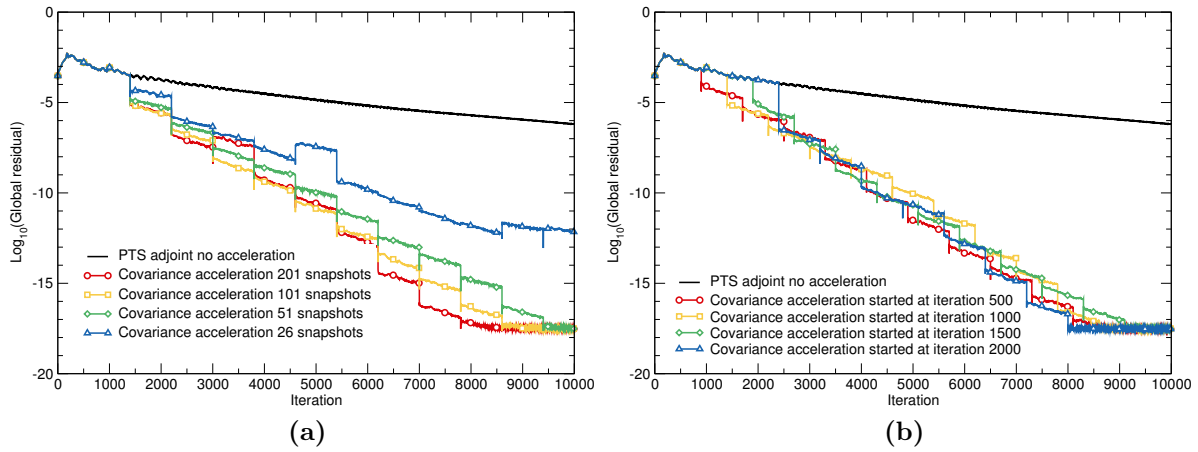 0
-5
-10
-15
-20
Log10(Global residual)
0 1000 2000 3000 4000 5000 6000 7000 8000 9000 10000
Iteration
PTS adjoint no acceleration
Covariance acceleration 201 snapshots
Covariance acceleration 101 snapshots
Covariance acceleration 51 snapshots
Covariance acceleration 26 snapshots
(a)
0
-5
-10
-15
-20
Log10(Global residual)
0 1000 2000 3000 4000 5000 6000 7000 8000 9000 10000
Iteration
PTS adjoint no acceleration
Covariance acceleration started at iteration 500
Covariance acceleration started at iteration 1000
Covariance acceleration started at iteration 1500
Covariance acceleration started at iteration 2000
(b)